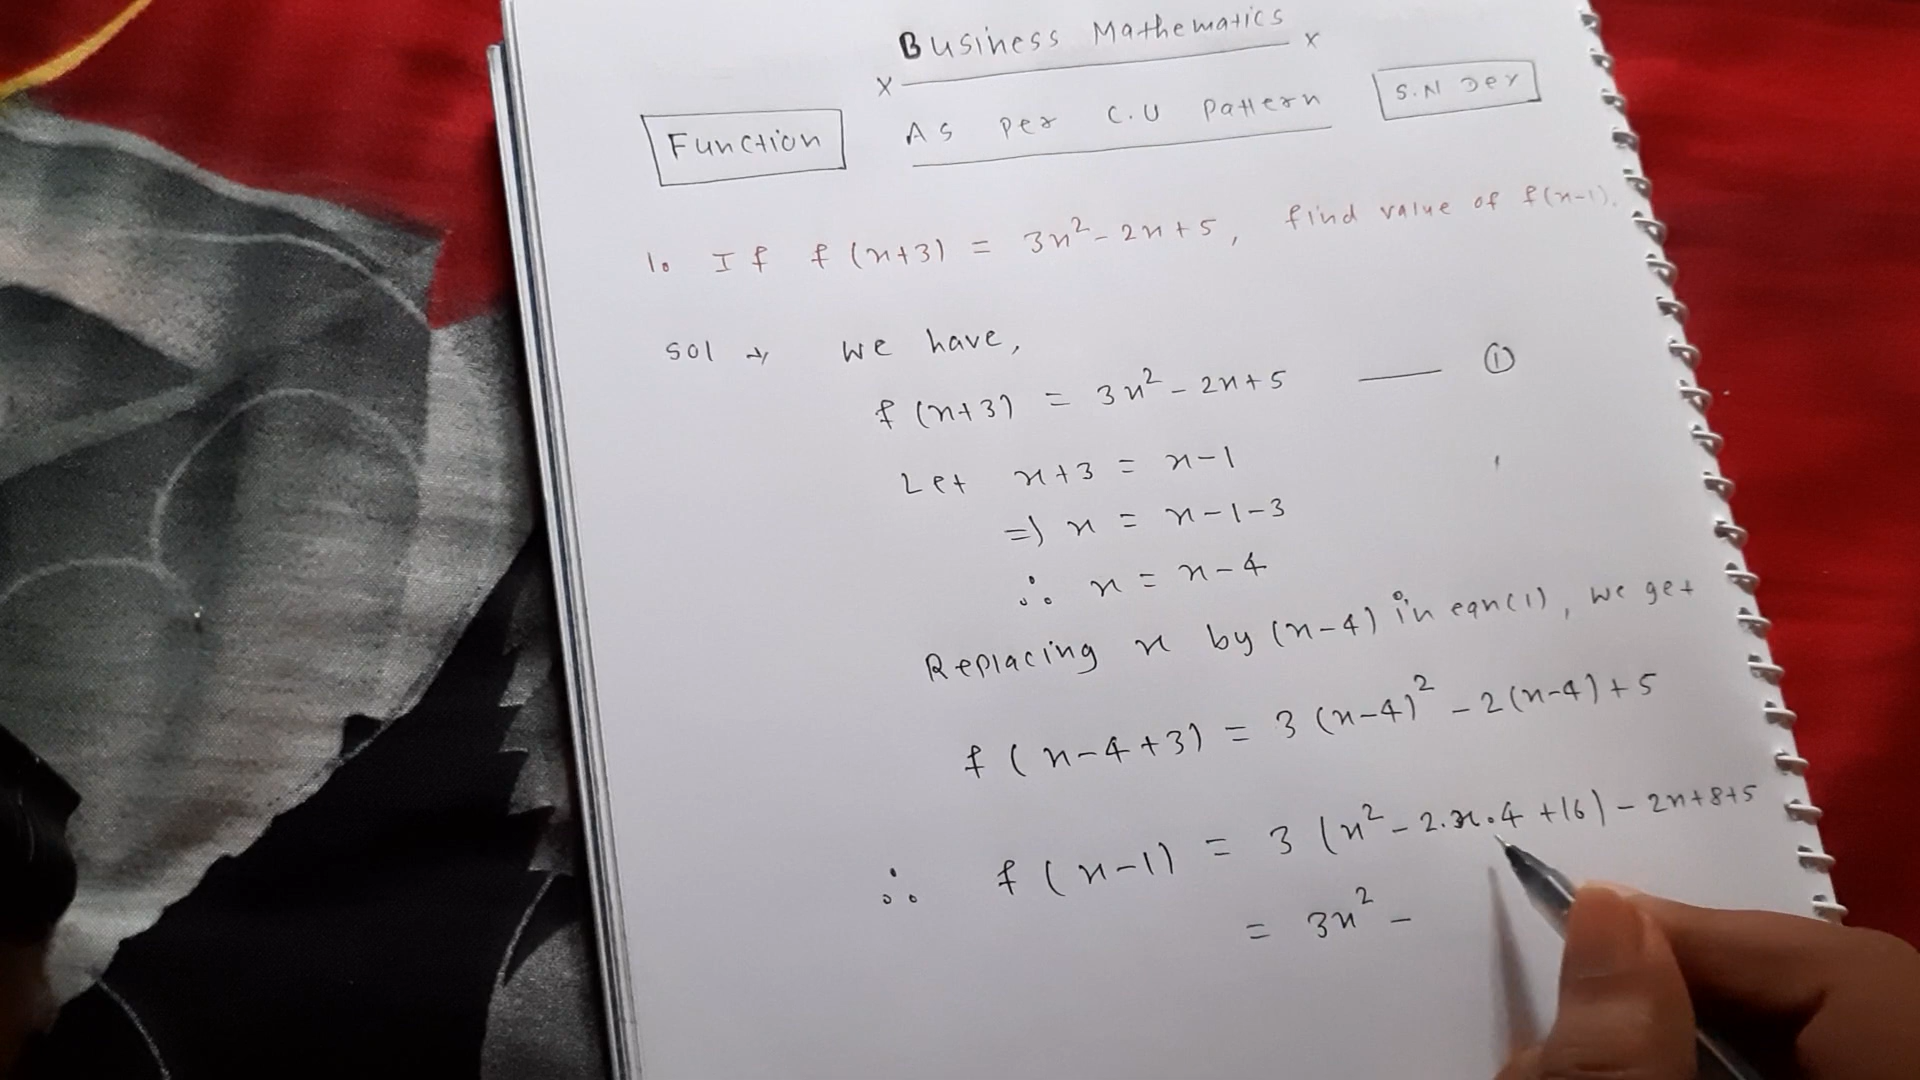 Business Mathematics
x x
Function
As per C.U Pattern
S.N Dey
1. If f(x+3) = 3x² - 2x + 5, find value of f(x-1).
Sol → We have,
f(x+3) = 3x² - 2x + 5 —— ①
Let x+3 = x-1
=> x = x-1-3
∴ x = x-4
Replacing x by (x-4) in eqn(1), we get
f(x-4+3) = 3(x-4)² - 2(x-4) + 5
∴ f(x-1) = 3(x² - 2.x.4 + 16) - 2x+8+5
= 3x² -